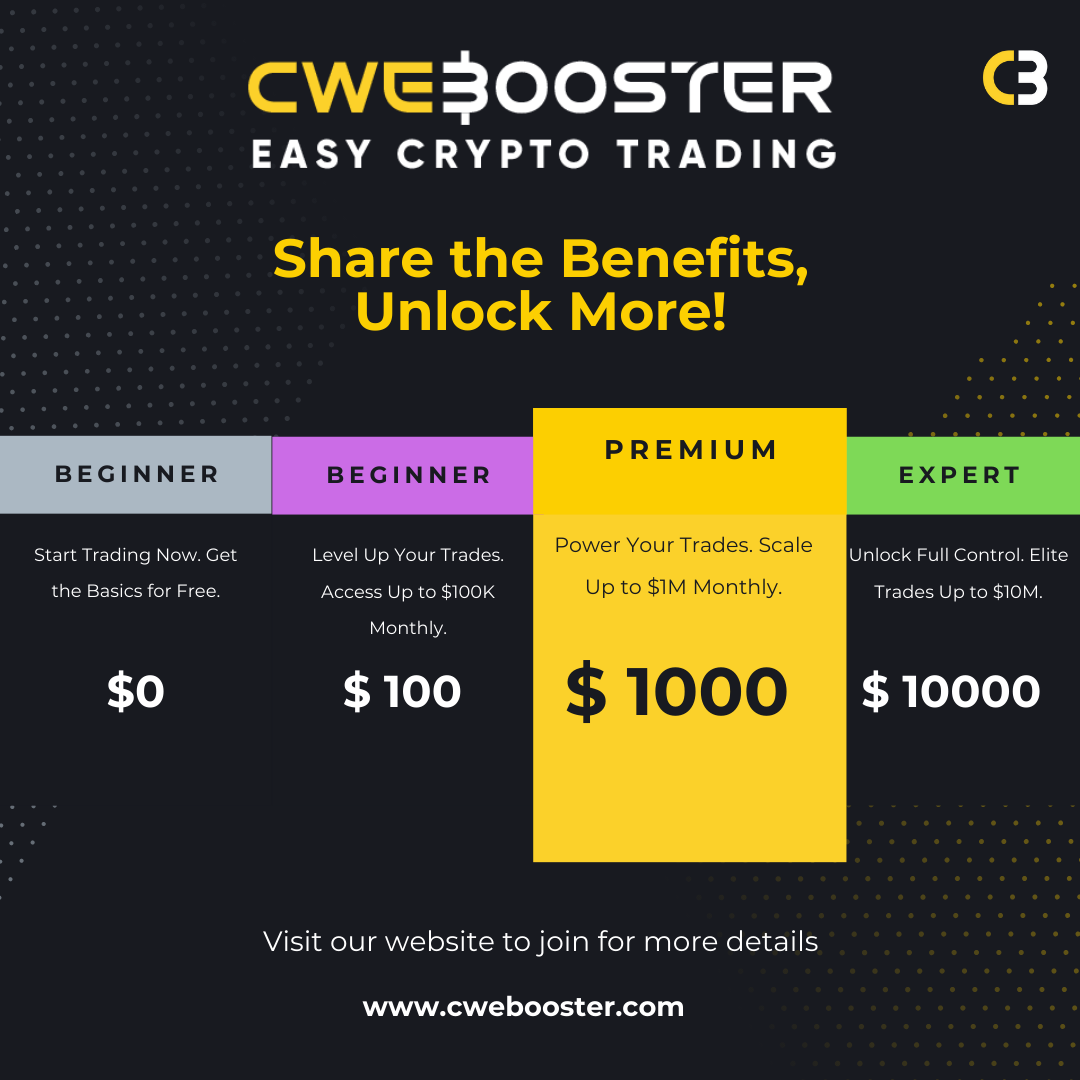 CWEBOOSTER
CB
EASY CRYPTO TRADING
Share the Benefits,
Unlock More!
BEGINNER
Start Trading Now. Get
the Basics for Free.
$0
BEGINNER
Level Up Your Trades.
Access Up to $100K
Monthly.
$ 100
PREMIUM
Power Your Trades. Scale
Up to $1M Monthly.
$ 1000
EXPERT
Unlock Full Control. Elite
Trades Up to $10M.
$ 10000
Visit our website to join for more details
www.cwebooster.com